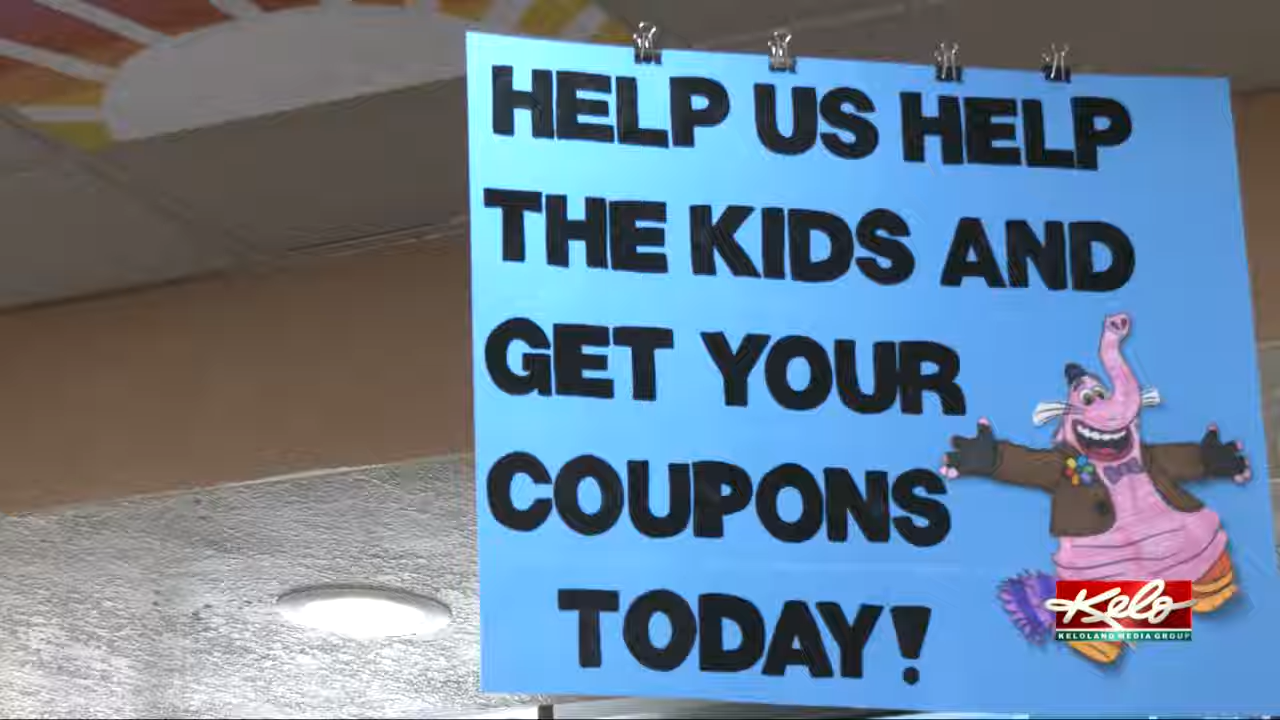 HELP US HELP
THE KIDS AND
GET YOUR
COUPONS
TODAY!
Kelo
KELOLAND MEDIA GROUP